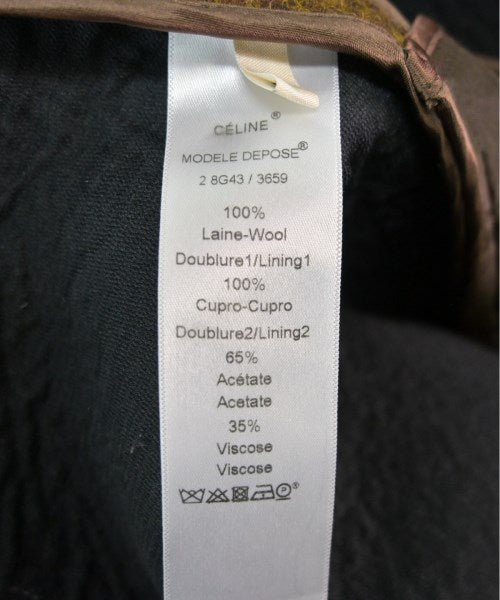 CÉLINE®
MODELE DEPOSE®
2 8G43 / 3659
100%
Laine-Wool
Doublure1/Lining1
100%
Cupro-Cupro
Doublure2/Lining2
65%
Acétate
Acetate
35%
Viscose
Viscose
P